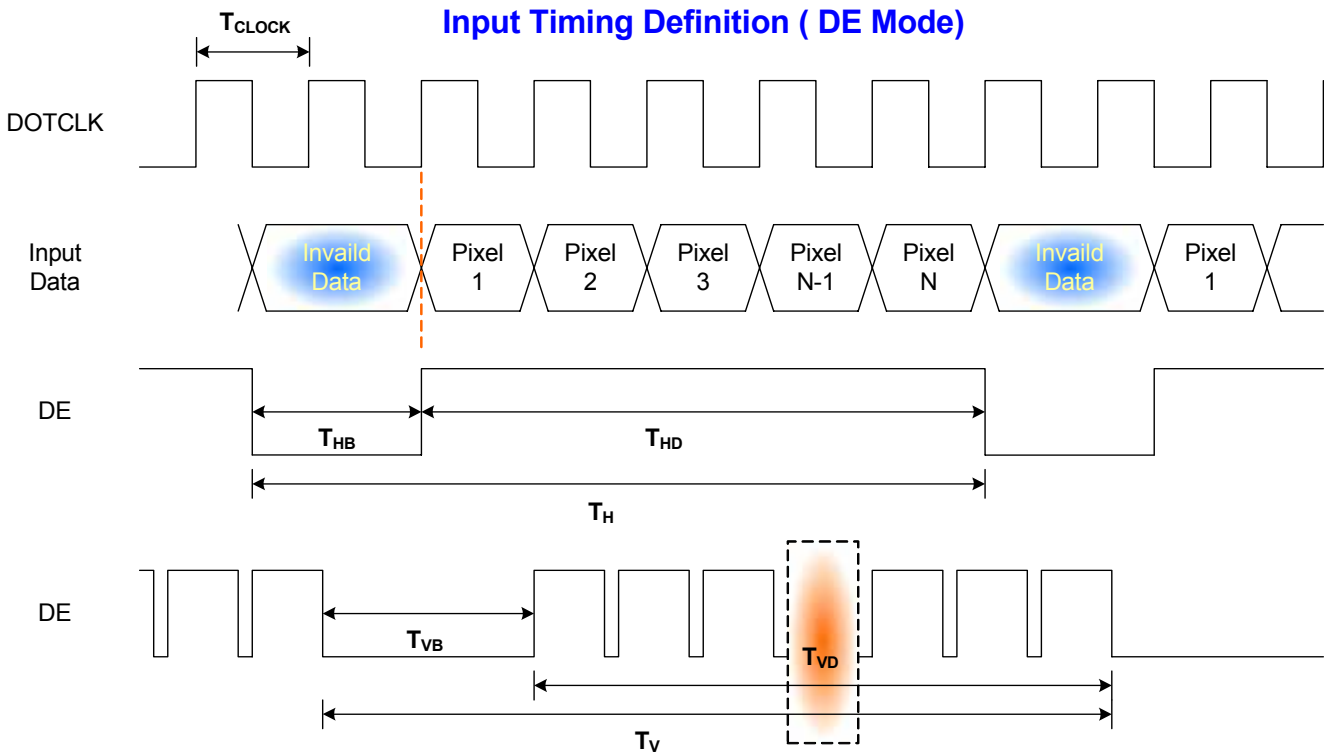 Input Timing Definition ( DE Mode)
TCLOCK
DOTCLK
Input
Data
Invaild
Data
Pixel
1
Pixel
2
Pixel
3
Pixel
N-1
Pixel
N
Invaild
Data
Pixel
1
DE
THB
THD
TH
DE
TVB
TVD
TV